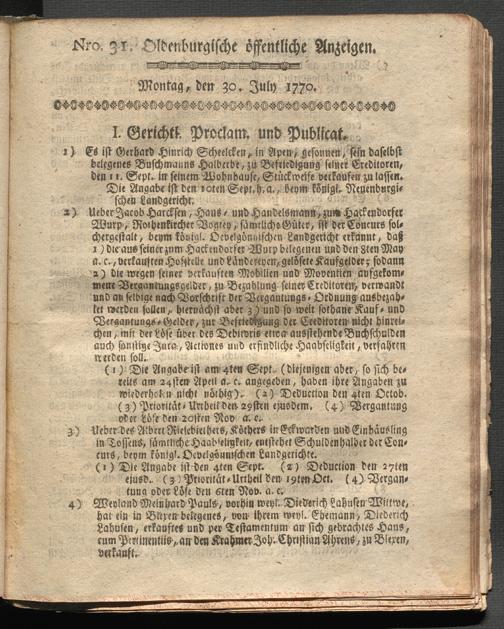 Nro. 31. Oldenburgische öffentliche Anzeigen.
Montag, den 30. July 1770.
I. Gerichtl. Proclam. und Publicat.
1) Es ist Gerhard Hinrich Scheelcken, in Apen, gesonnen, sein daselbst
belegenes Buschmanns Halberbe, zu Befriedigung seiner Creditoren,
den 11. Sept. in seinem Wohnhause, Stückweise verkaufen zu lassen.
Die Angabe ist den 10ten Sept. h. a., beym königl. Neuenburgi-
schen Landgericht.
2) Ueber Jacob Harcksen, Haus- und Handelsmann, zum Hackendorfer
Wurp, Rothenkircher Vogtey, sämtliche Güter, ist der Concurs sol-
chergestalt, beym königl. Ovelgönnischen Landgericht erkannt, daß
1) die aus seiner zum Hackendorfer Wurp belegenen und den 3ten May
a. c., verkauften Hofstelle und Ländereyen, gelösete Kaufgelder; sodann
2) die wegen seiner verkauften Mobilien und Moventien aufgekom-
mene Vergantungsgelder, zu Bezahlung seiner Creditoren, verwandt
und an selbige nach Vorschrift der Vergantungs-Ordnung ausbezah-
let werden sollen, hiernächst aber 3) und so weit sothane Kauf- und
Vergantungs-Gelder, zur Befriedigung der Creditoren nicht hinrei-
chen, mit der Löse über des Debitoris etwa ausstehende Buchschulden
auch sonstige Jura, Actiones und erfindliche Haabseligkeit, verfahren
werden soll.
(1) Die Angabe ist am 4ten Sept. (diejenigen aber, so sich be-
reits am 24sten April a. c. angegeben, haben ihre Angaben zu
wiederholen nicht nöthig). (2) Deduction den 4ten Octob.
(3) Prioritäts-Urtheil den 29sten ejusdem. (4) Vergantung
oder Löse den 20sten Nov. a. c.
3) Ueber des Albert Rieschiethers, Köthers in Eckwarden und Einhäusling
in Tossens, sämtliche Haabseligkeit, entstehet Schuldenhalber der Con-
curs, beym königl. Ovelgönnischen Landgerichte.
(1) Die Angabe ist den 4ten Sept. (2) Deduction den 27ten
ejusd. (3) Prioritäts-Urtheil den 19ten Oct. (4) Vergan-
tung oder Löse den 6ten Nov. a. c.
4) Weyland Meinhard Pauls, vorhin weyl. Diederich Lahusen Wittwe,
hat ein in Blexen belegenes, von ihrem weyl. Ehemann, Diederich
Lahusen, erkauftes und per Testamentum an sich gebrachtes Haus,
cum Pertinentiis, an den Krahmer Joh. Christian Ahrens, zu Blexen,
verkauft.